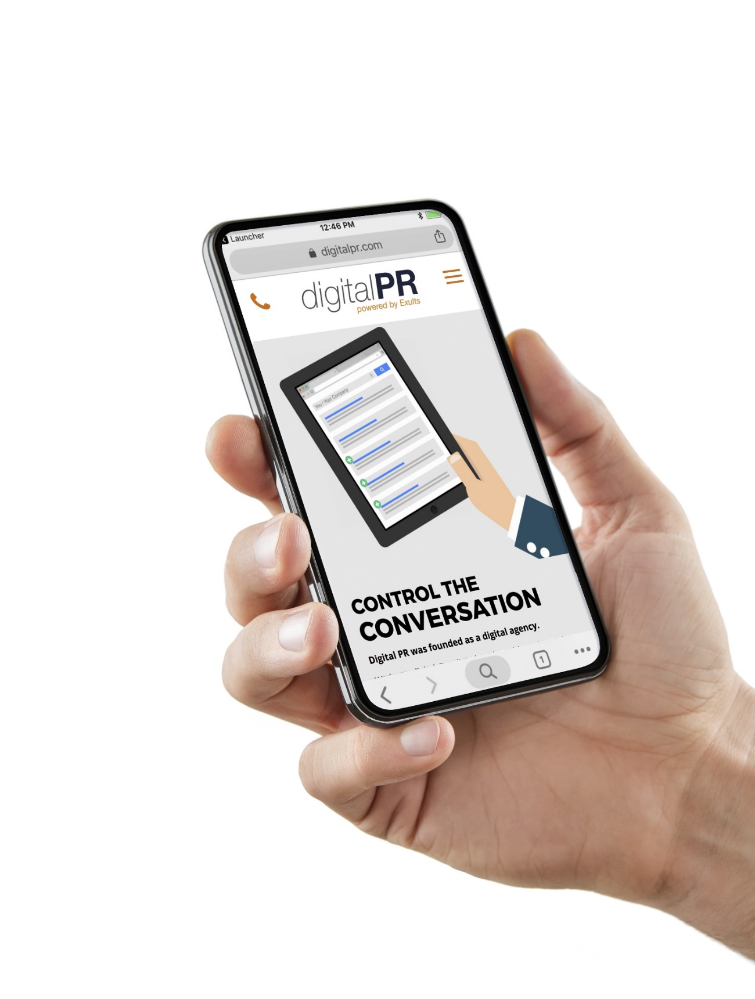 Launcher
12:46 PM
digitalpr.com
digitalPR
powered by Exults
You / Your Company
CONTROL THE
CONVERSATION
Digital PR was founded as a digital agency.
1